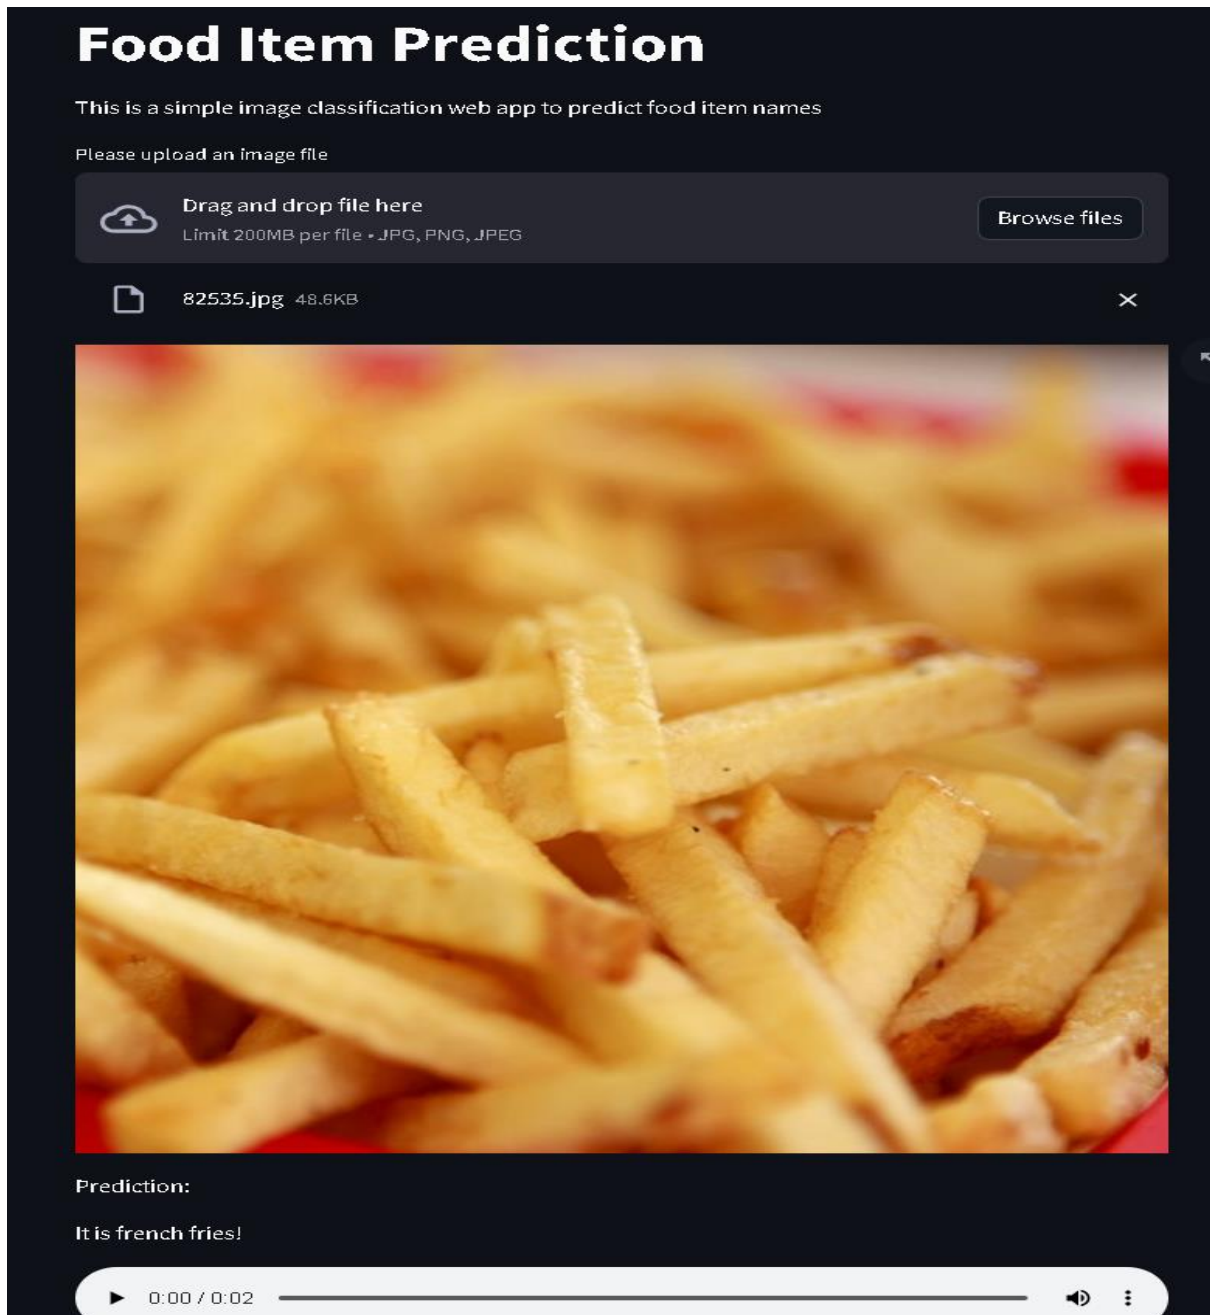 Food Item Prediction
This is a simple image classification web app to predict food item names
Please upload an image file
Drag and drop file here
Limit 200MB per file • JPG, PNG, JPEG
Browse files
82535.jpg 48.6KB
Prediction:
It is french fries!
0:00 / 0:02